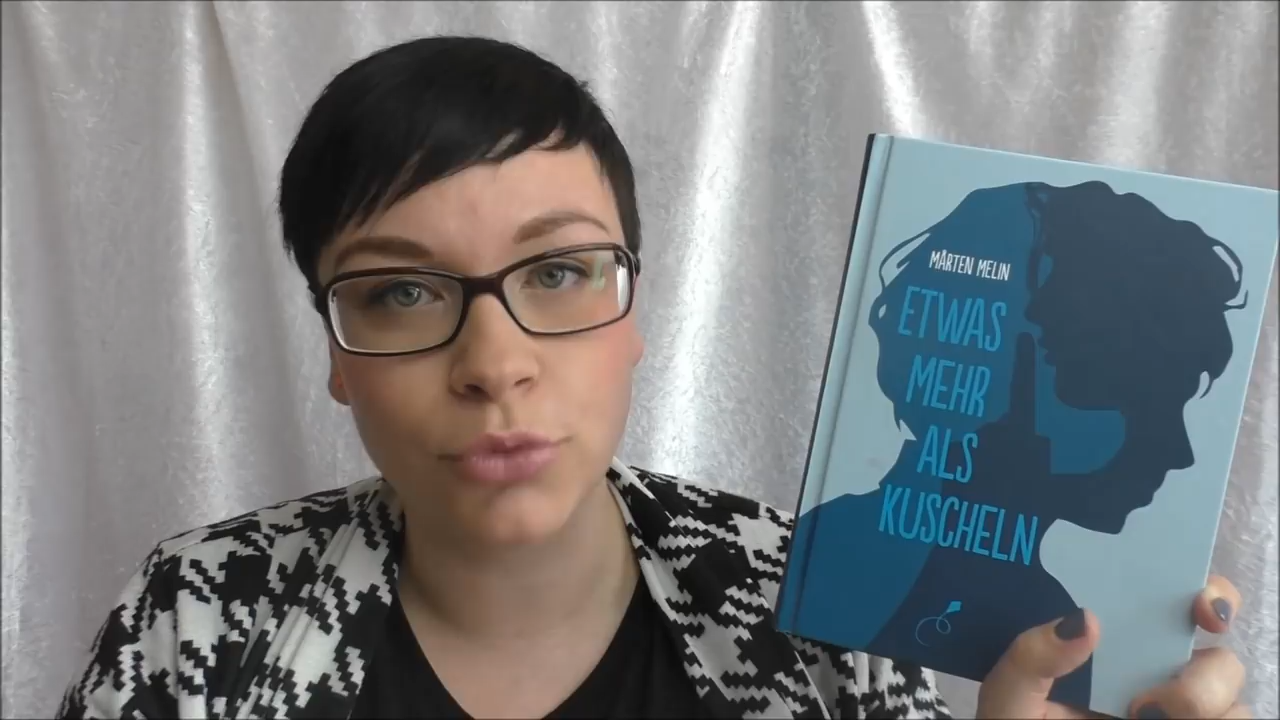 MÅRTEN MELIN
ETWAS
MEHR
ALS
KUSCHELN